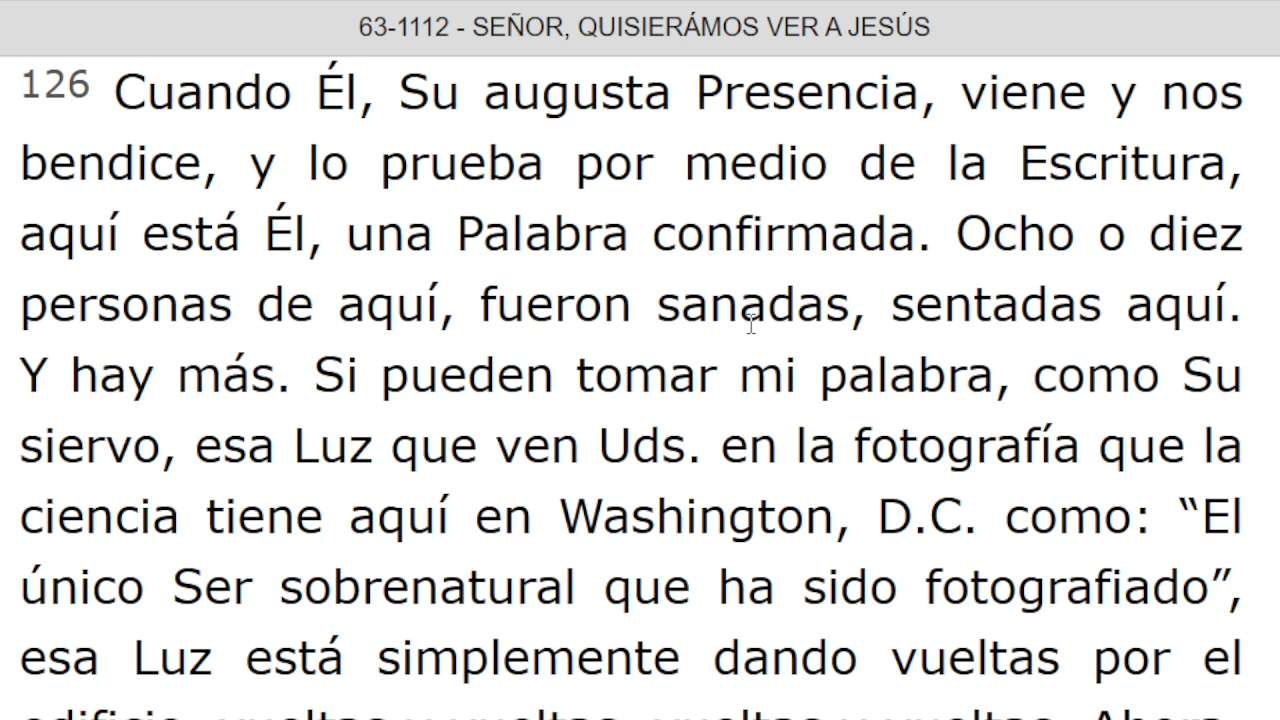 63-1112 - SEÑOR, QUISIERÁMOS VER A JESÚS
126 Cuando Él, Su augusta Presencia, viene y nos
bendice, y lo prueba por medio de la Escritura,
aquí está Él, una Palabra confirmada. Ocho o diez
personas de aquí, fueron sanadas, sentadas aquí.
Y hay más. Si pueden tomar mi palabra, como Su
siervo, esa Luz que ven Uds. en la fotografía que la
ciencia tiene aquí en Washington, D.C. como: “El
único Ser sobrenatural que ha sido fotografiado”,
esa Luz está simplemente dando vueltas por el